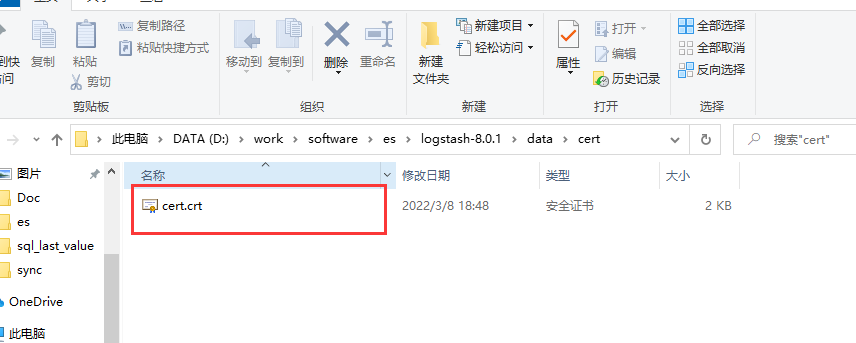 复制
粘贴
复制路径
粘贴快捷方式
剪切
剪贴板
移动到
复制到
删除
重命名
组织
新建
文件夹
新建项目
轻松访问
新建
属性
打开
编辑
历史记录
打开
全部选择
全部取消
反向选择
选择
此电脑 DATA (D:) work software es logstash-8.0.1 data cert
搜索"cert"
名称 修改日期 类型 大小
cert.crt 2022/3/8 18:48 安全证书 2 KB
图片
Doc
es
sql_last_value
sync
OneDrive
此电脑